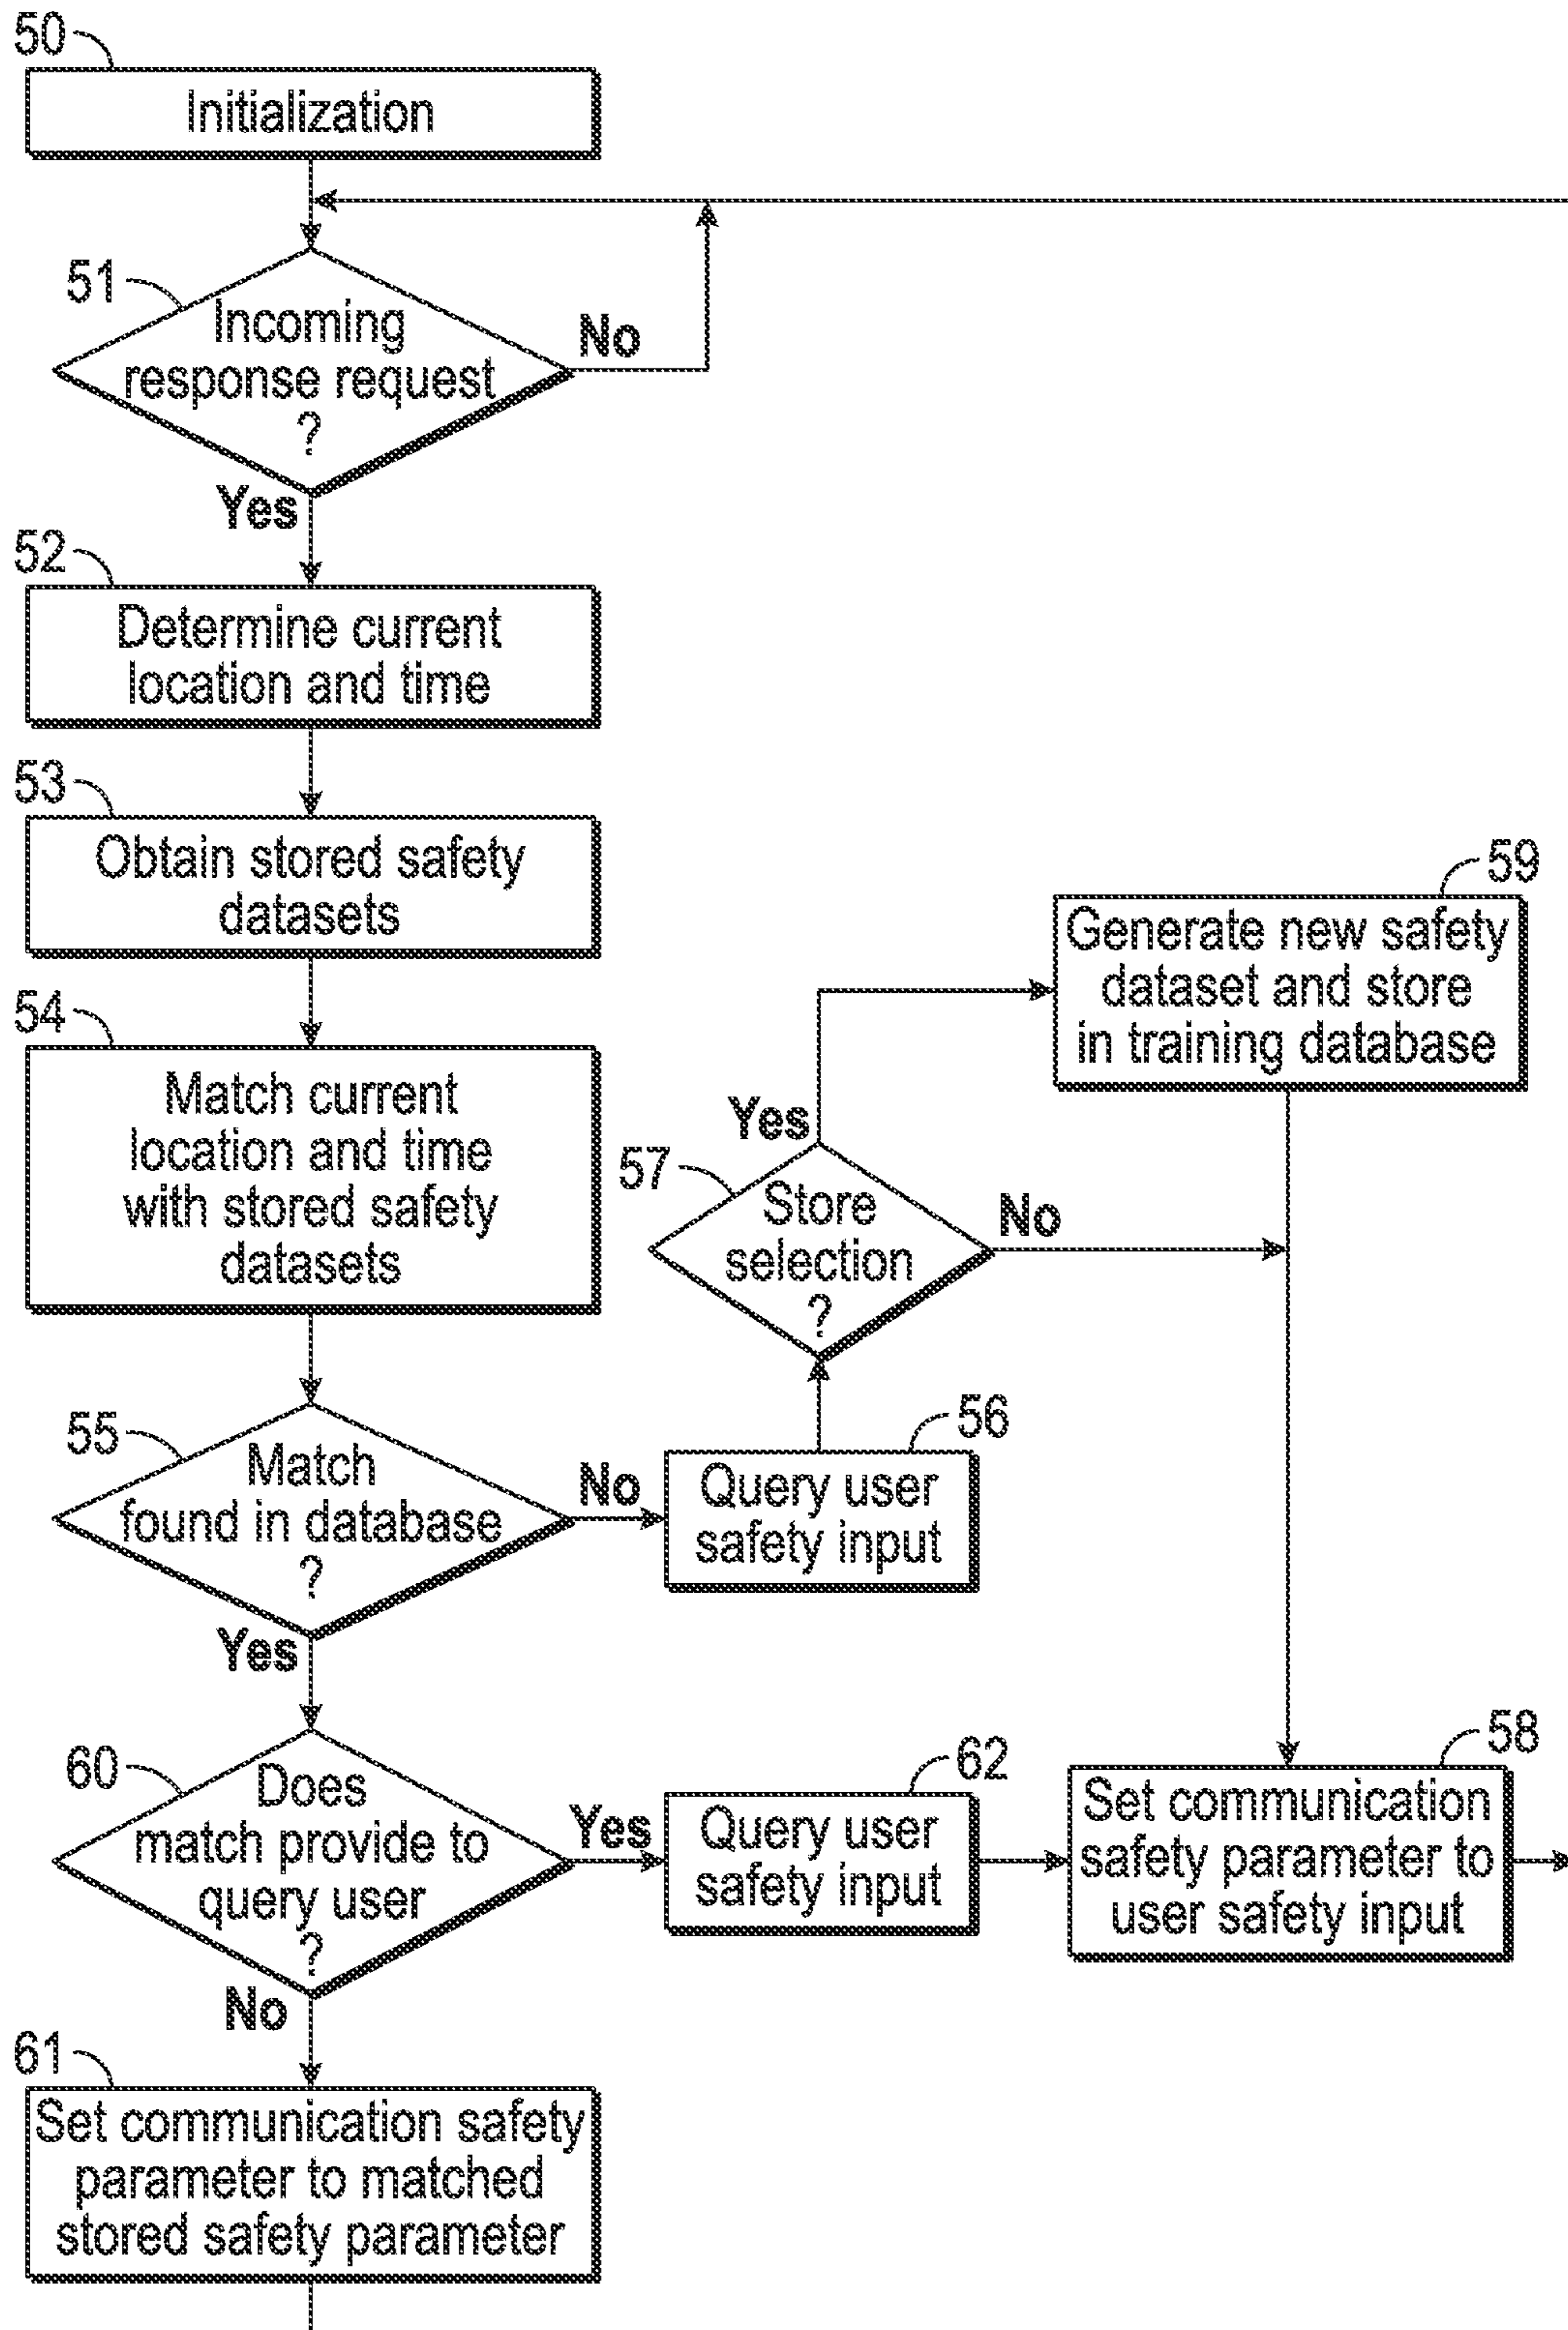 50
Initialization
51
Incoming
response request
?
No
Yes
52
Determine current
location and time
53
Obtain stored safety
datasets
54
Match current
location and time
with stored safety
datasets
55
Match
found in database
?
No
Yes
56
Query user
safety input
57
Store
selection
?
Yes
No
59
Generate new safety
dataset and store
in training database
60
Does
match provide to
query user
?
Yes
No
62
Query user
safety input
58
Set communication
safety parameter to
user safety input
61
Set communication safety
parameter to matched
stored safety parameter